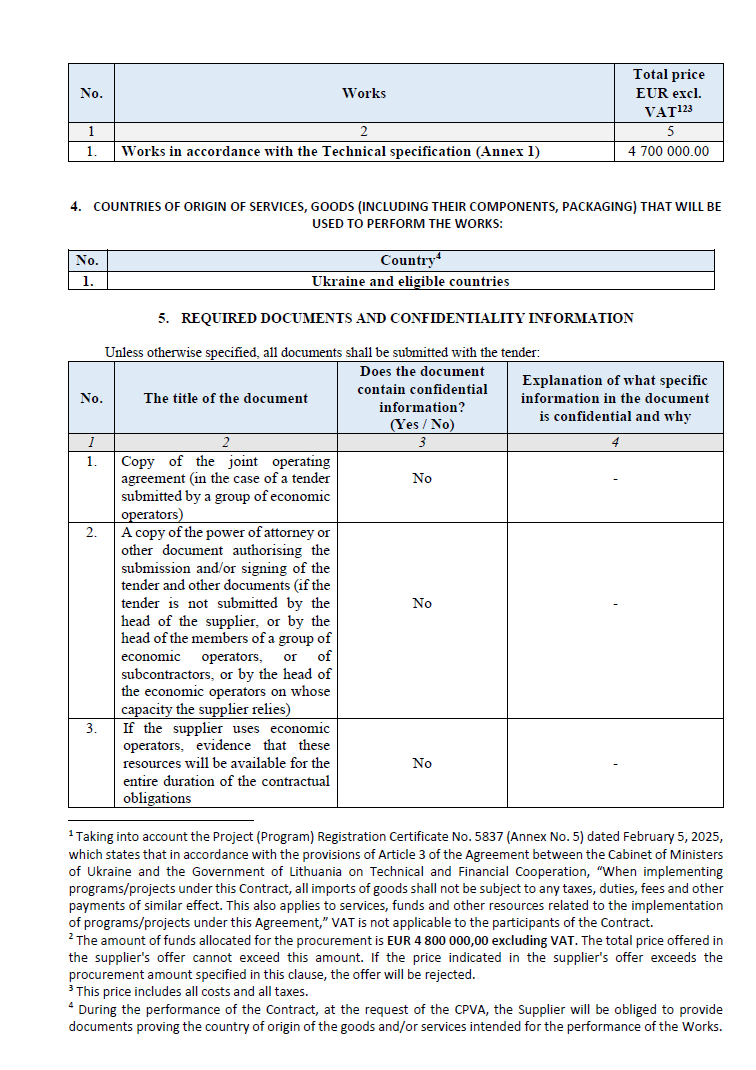 No.
Works
Total price
EUR excl.
VAT¹²³
1
2
5
1.
Works in accordance with the Technical specification (Annex 1)
4 700 000.00
4. COUNTRIES OF ORIGIN OF SERVICES, GOODS (INCLUDING THEIR COMPONENTS, PACKAGING) THAT WILL BE
USED TO PERFORM THE WORKS:
No.
Country⁴
1.
Ukraine and eligible countries
5. REQUIRED DOCUMENTS AND CONFIDENTIALITY INFORMATION
Unless otherwise specified, all documents shall be submitted with the tender:
No.
The title of the document
Does the document
contain confidential
information?
(Yes / No)
Explanation of what specific
information in the document
is confidential and why
1
2
3
4
1.
Copy of the joint operating
agreement (in the case of a tender
submitted by a group of economic
operators)
No
-
2.
A copy of the power of attorney or
other document authorising the
submission and/or signing of the
tender and other documents (if the
tender is not submitted by the
head of the supplier, or by the
head of the members of a group of
economic operators, or of
subcontractors, or by the head of
the economic operators on whose
capacity the supplier relies)
No
-
3.
If the supplier uses economic
operators, evidence that these
resources will be available for the
entire duration of the contractual
obligations
No
-
¹ Taking into account the Project (Program) Registration Certificate No. 5837 (Annex No. 5) dated February 5, 2025,
which states that in accordance with the provisions of Article 3 of the Agreement between the Cabinet of Ministers
of Ukraine and the Government of Lithuania on Technical and Financial Cooperation, “When implementing
programs/projects under this Contract, all imports of goods shall not be subject to any taxes, duties, fees and other
payments of similar effect. This also applies to services, funds and other resources related to the implementation
of programs/projects under this Agreement,” VAT is not applicable to the participants of the Contract.
² The amount of funds allocated for the procurement is EUR 4 800 000,00 excluding VAT. The total price offered in
the supplier's offer cannot exceed this amount. If the price indicated in the supplier's offer exceeds the
procurement amount specified in this clause, the offer will be rejected.
³ This price includes all costs and all taxes.
⁴ During the performance of the Contract, at the request of the CPVA, the Supplier will be obliged to provide
documents proving the country of origin of the goods and/or services intended for the performance of the Works.